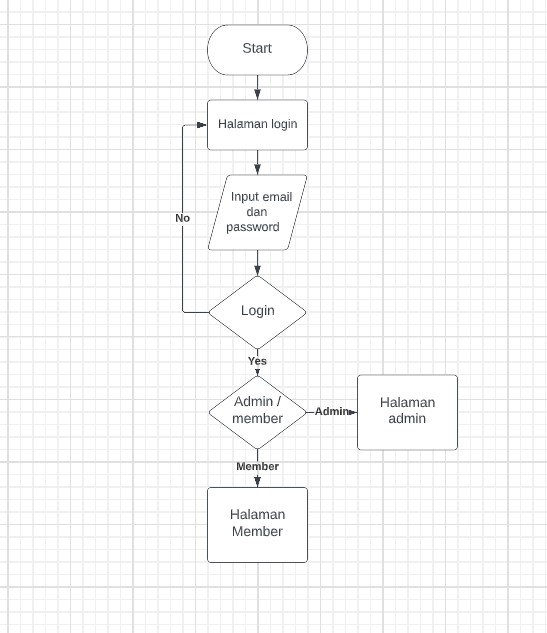 Start
Halaman login
Input email
dan
password
No
Login
Yes
Admin /
member
Admin
Halaman
admin
Member
Halaman
Member